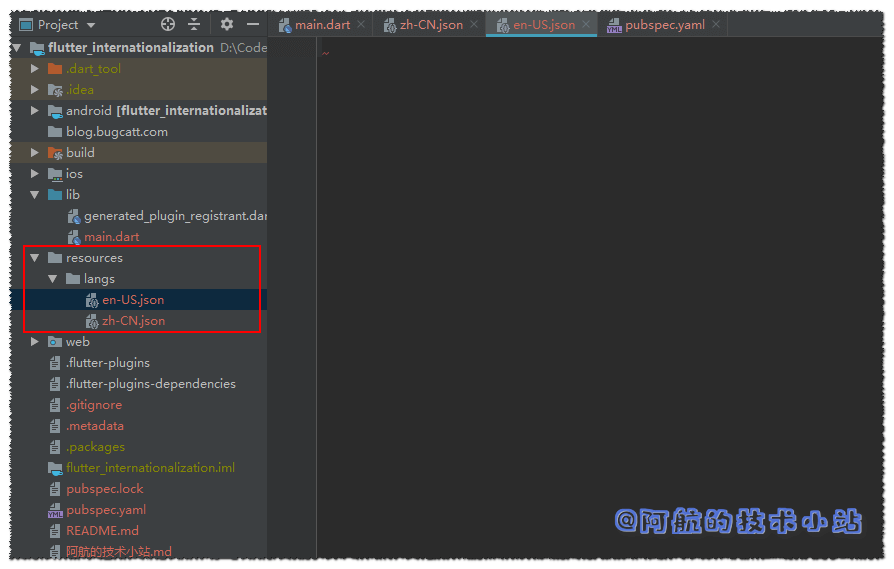 Project
main.dart
zh-CN.json
en-US.json
pubspec.yaml
flutter_internationalization D:\Code
.dart_tool
.idea
android [flutter_internationalizat
blog.bugcatt.com
build
ios
lib
generated_plugin_registrant.dar
main.dart
resources
langs
en-US.json
zh-CN.json
web
.flutter-plugins
.flutter-plugins-dependencies
.gitignore
.metadata
.packages
flutter_internationalization.iml
pubspec.lock
pubspec.yaml
README.md
阿航的技术小站.md
@阿航的技术小站